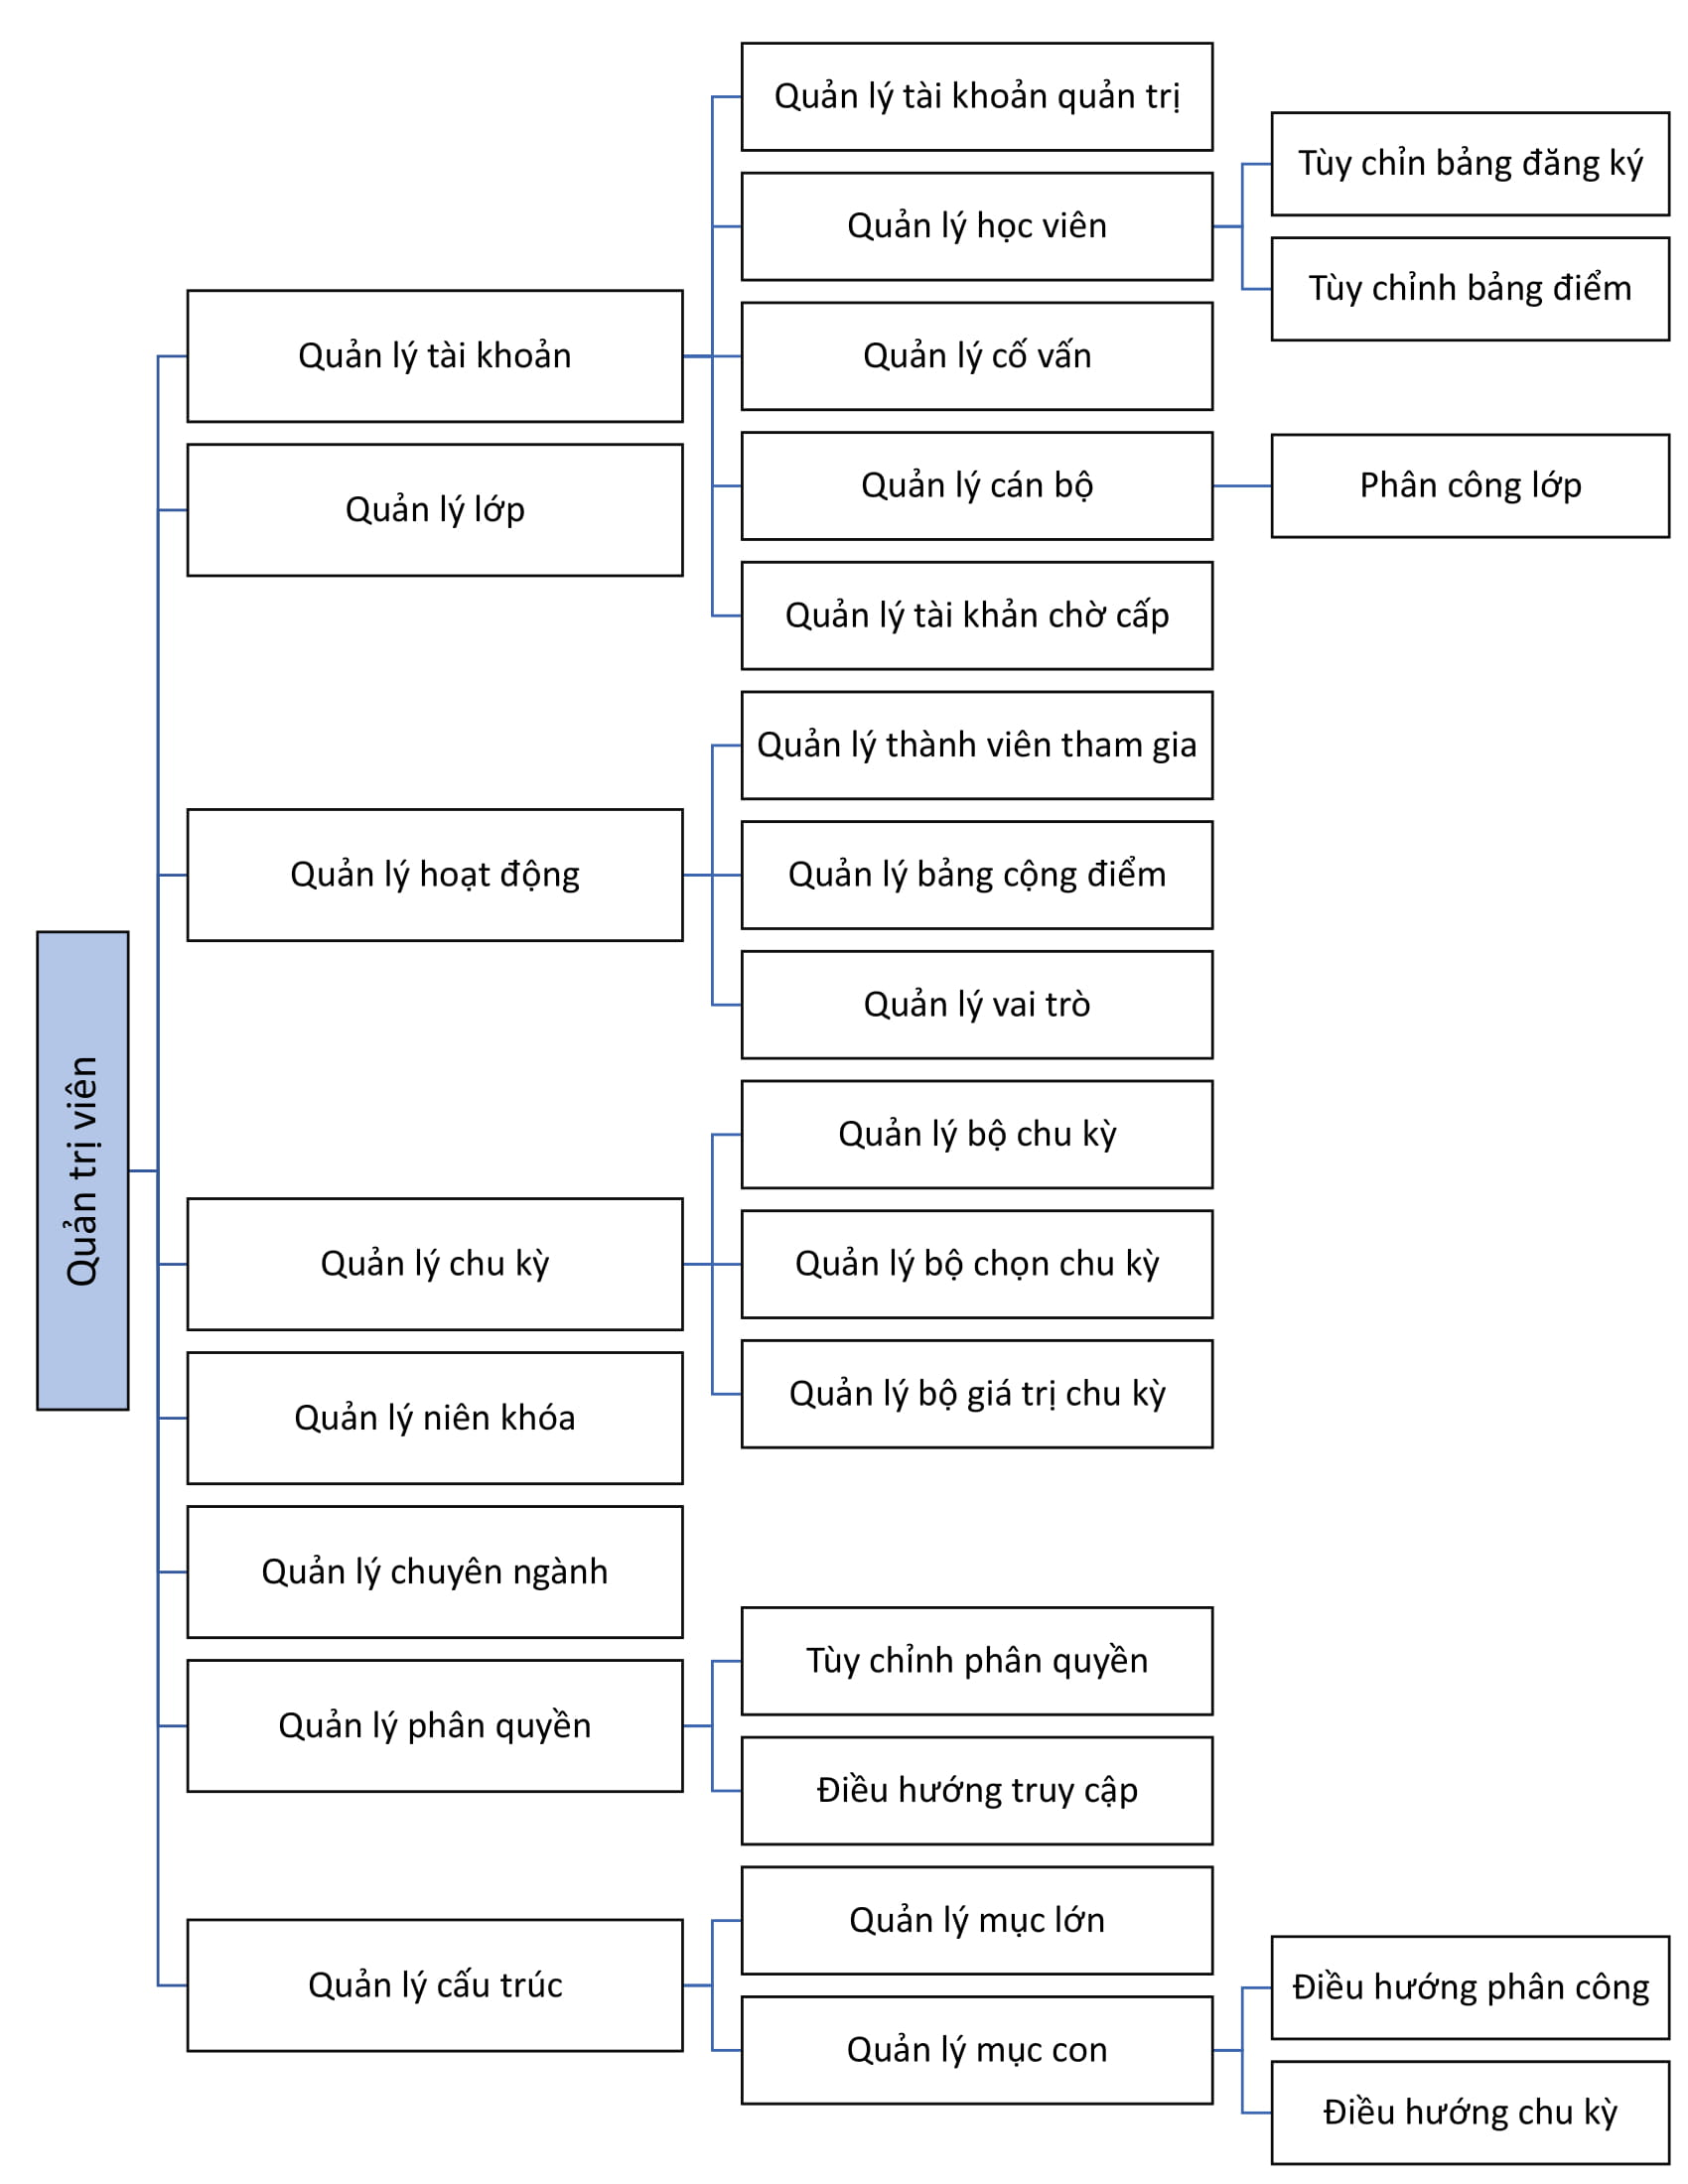 Quản trị viên
Quản lý tài khoản
Quản lý tài khoản quản trị
Quản lý học viên
Tùy chỉn bảng đăng ký
Tùy chỉnh bảng điểm
Quản lý cố vấn
Quản lý cán bộ
Phân công lớp
Quản lý tài khản chờ cấp
Quản lý lớp
Quản lý hoạt động
Quản lý thành viên tham gia
Quản lý bảng cộng điểm
Quản lý vai trò
Quản lý chu kỳ
Quản lý bộ chu kỳ
Quản lý bộ chọn chu kỳ
Quản lý bộ giá trị chu kỳ
Quản lý niên khóa
Quản lý chuyên ngành
Quản lý phân quyền
Tùy chỉnh phân quyền
Điều hướng truy cập
Quản lý cấu trúc
Quản lý mục lớn
Quản lý mục con
Điều hướng phân công
Điều hướng chu kỳ